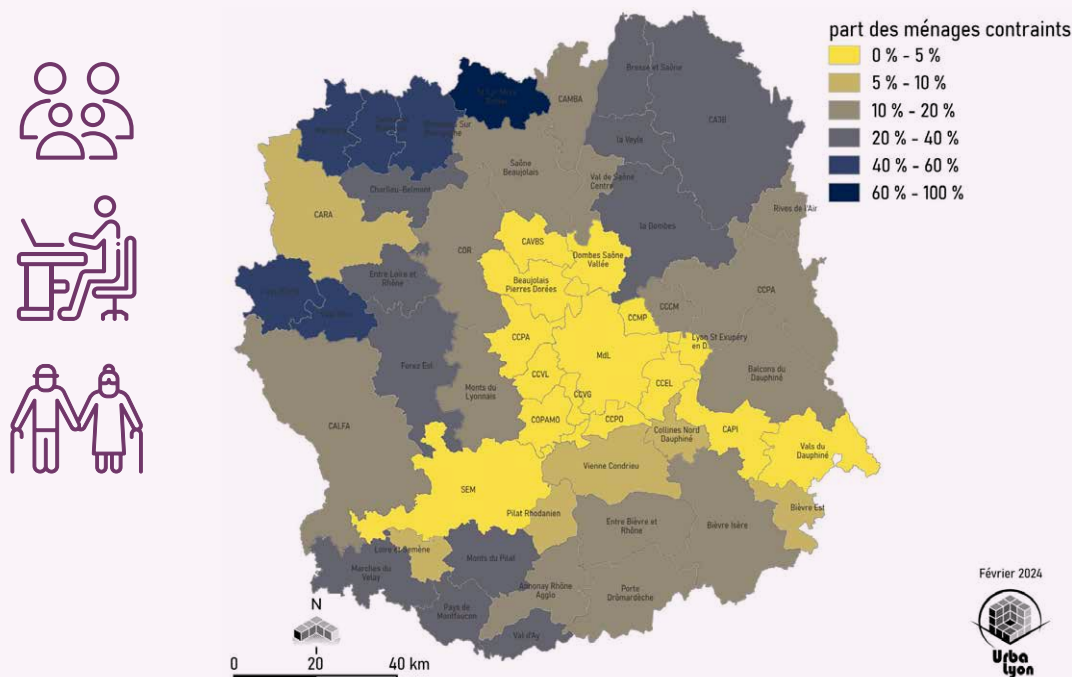 part des ménages contraints
0 % - 5 %
5 % - 10 %
10 % - 20 %
20 % - 40 %
40 % - 60 %
60 % - 100 %
Bresse et Saône
CAMBA
CA3B
la Veyle
Saône
Beaujolais
Val de Saône
Centre
Charlieu-Belmont
Rives de l'Ain
CARA
la Dombes
COR
CAVBS
Dombes Saône
Vallée
Entre Loire et
Rhône
Beaujolais
Pierres Dorées
CCPA
CCCM
CCMP
Lyon St Exupéry
en D.
CCPA
MdL
Forez Est
CCVL
CCEL
Balcons du
Dauphiné
Monts du
Lyonnais
CCVG
COPAMO
CCPO
CALFA
Collines Nord
Dauphiné
CAPI
Vals du
Dauphiné
Vienne Condrieu
SEM
Pilat Rhodanien
Bièvre Est
Entre Bièvre et
Rhône
Bièvre Isère
Loire et Semène
Monts du Pilat
Marches du
Velay
Annonay Rhône
Agglo
Porte
Drômardèche
Pays de
Montfaucon
Val d'Ay
Février 2024
N
0 20 40 km
Urba
Lyon